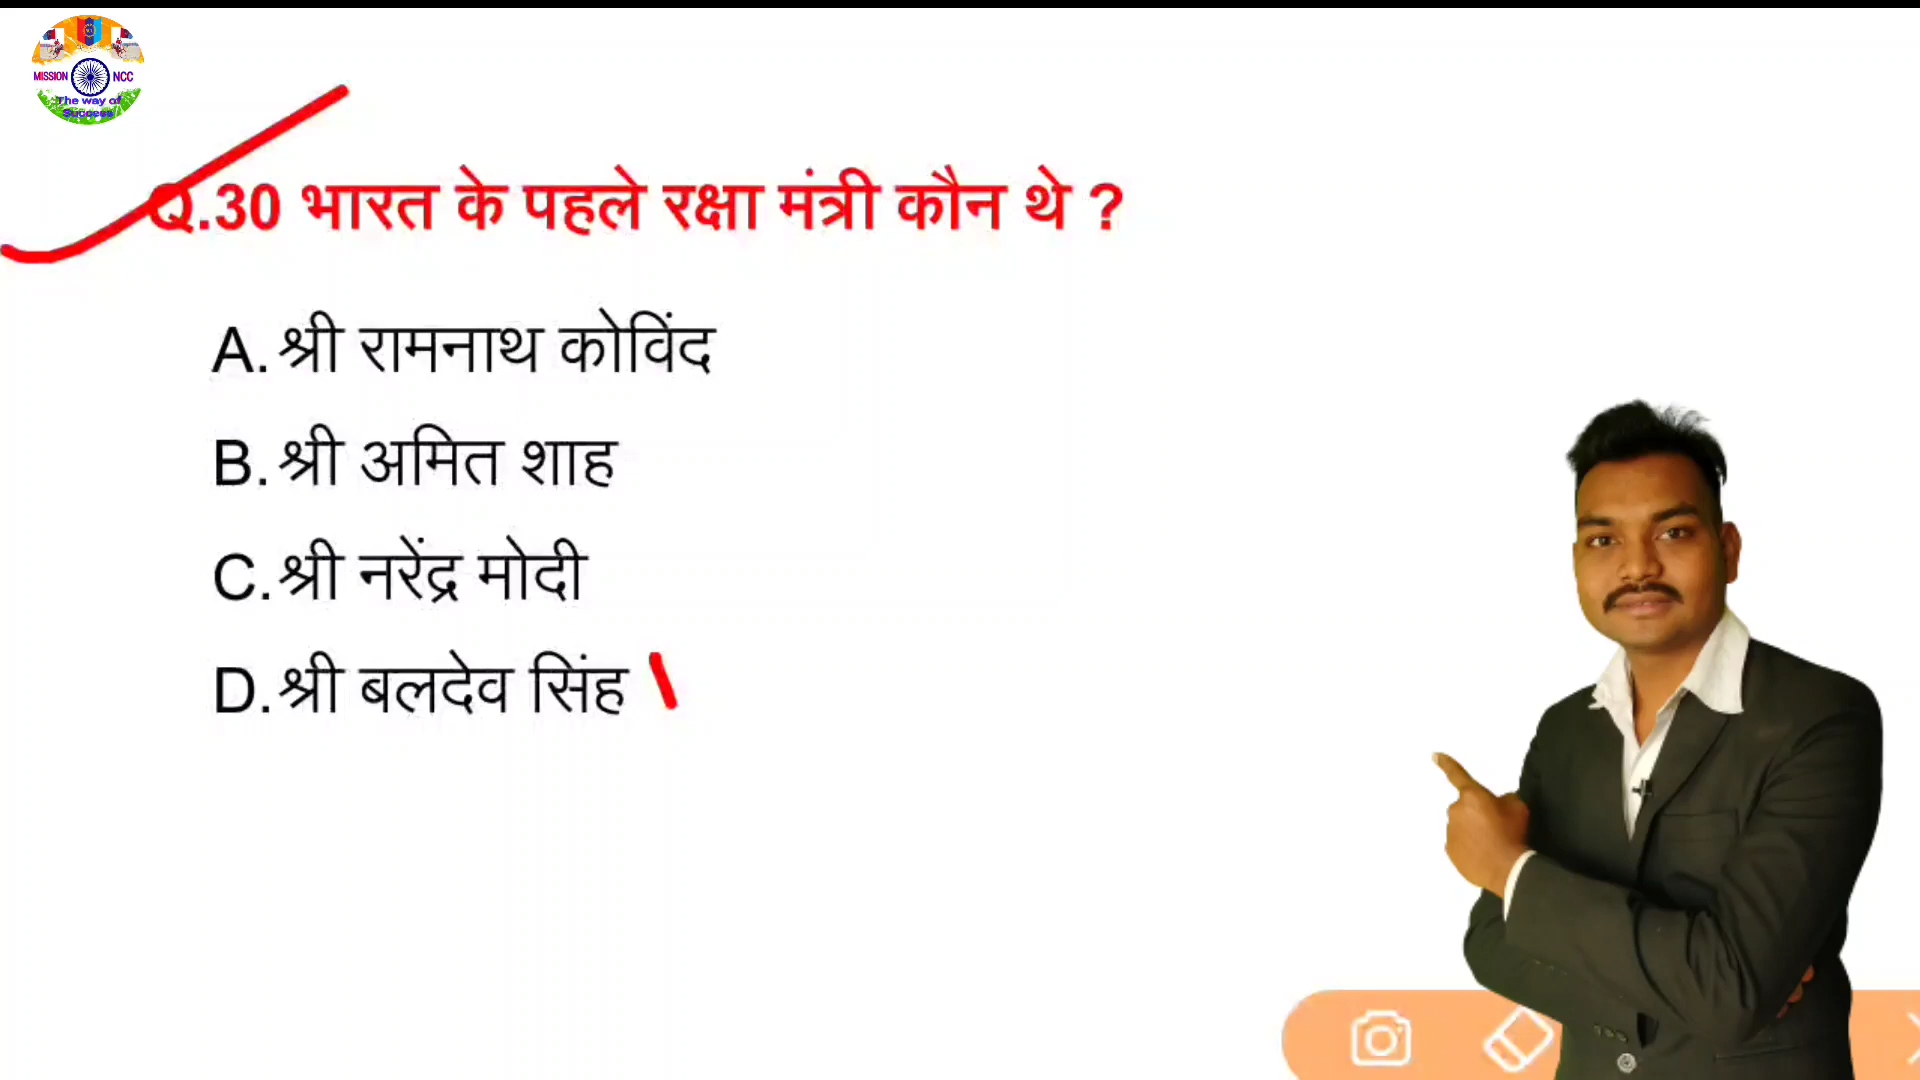 MISSION NCC
The way of
Success
Q.30 भारत के पहले रक्षा मंत्री कौन थे ?
A. श्री रामनाथ कोविंद
B. श्री अमित शाह
C. श्री नरेंद्र मोदी
D. श्री बलदेव सिंह